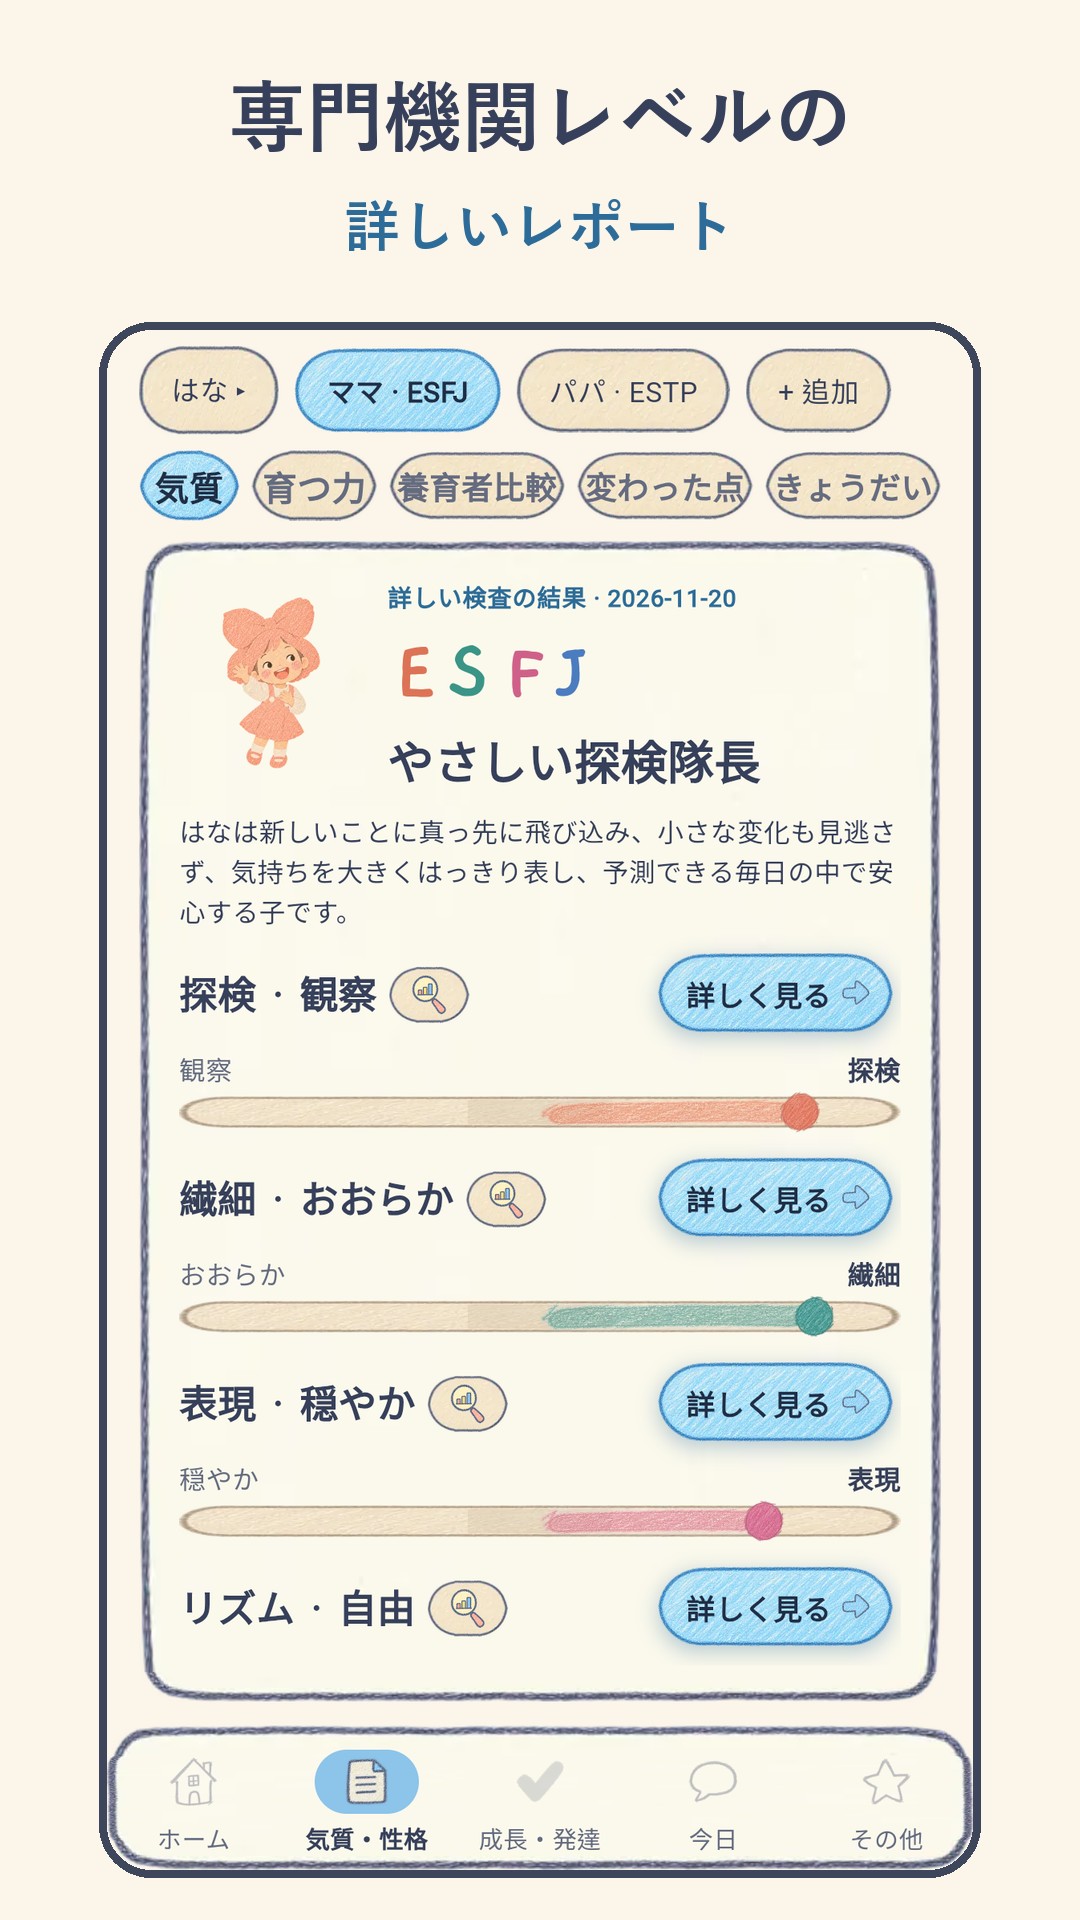 専門機関レベルの
詳しいレポート
はな ▸
ママ · ESFJ
パパ · ESTP
+ 追加
気質
育つ力
養育者比較
変わった点
きょうだい
詳しい検査の結果 · 2026-11-20
ESFJ
やさしい探検隊長
はなは新しいことに真っ先に飛び込み、小さな変化も見逃さ
ず、気持ちを大きくはっきり表し、予測できる毎日の中で安
心する子です。
探検 · 観察
詳しく見る
観察
探検
繊細 · おおらか
詳しく見る
おおらか
繊細
表現 · 穏やか
詳しく見る
穏やか
表現
リズム · 自由
詳しく見る
ホーム
気質・性格
成長・発達
今日
その他